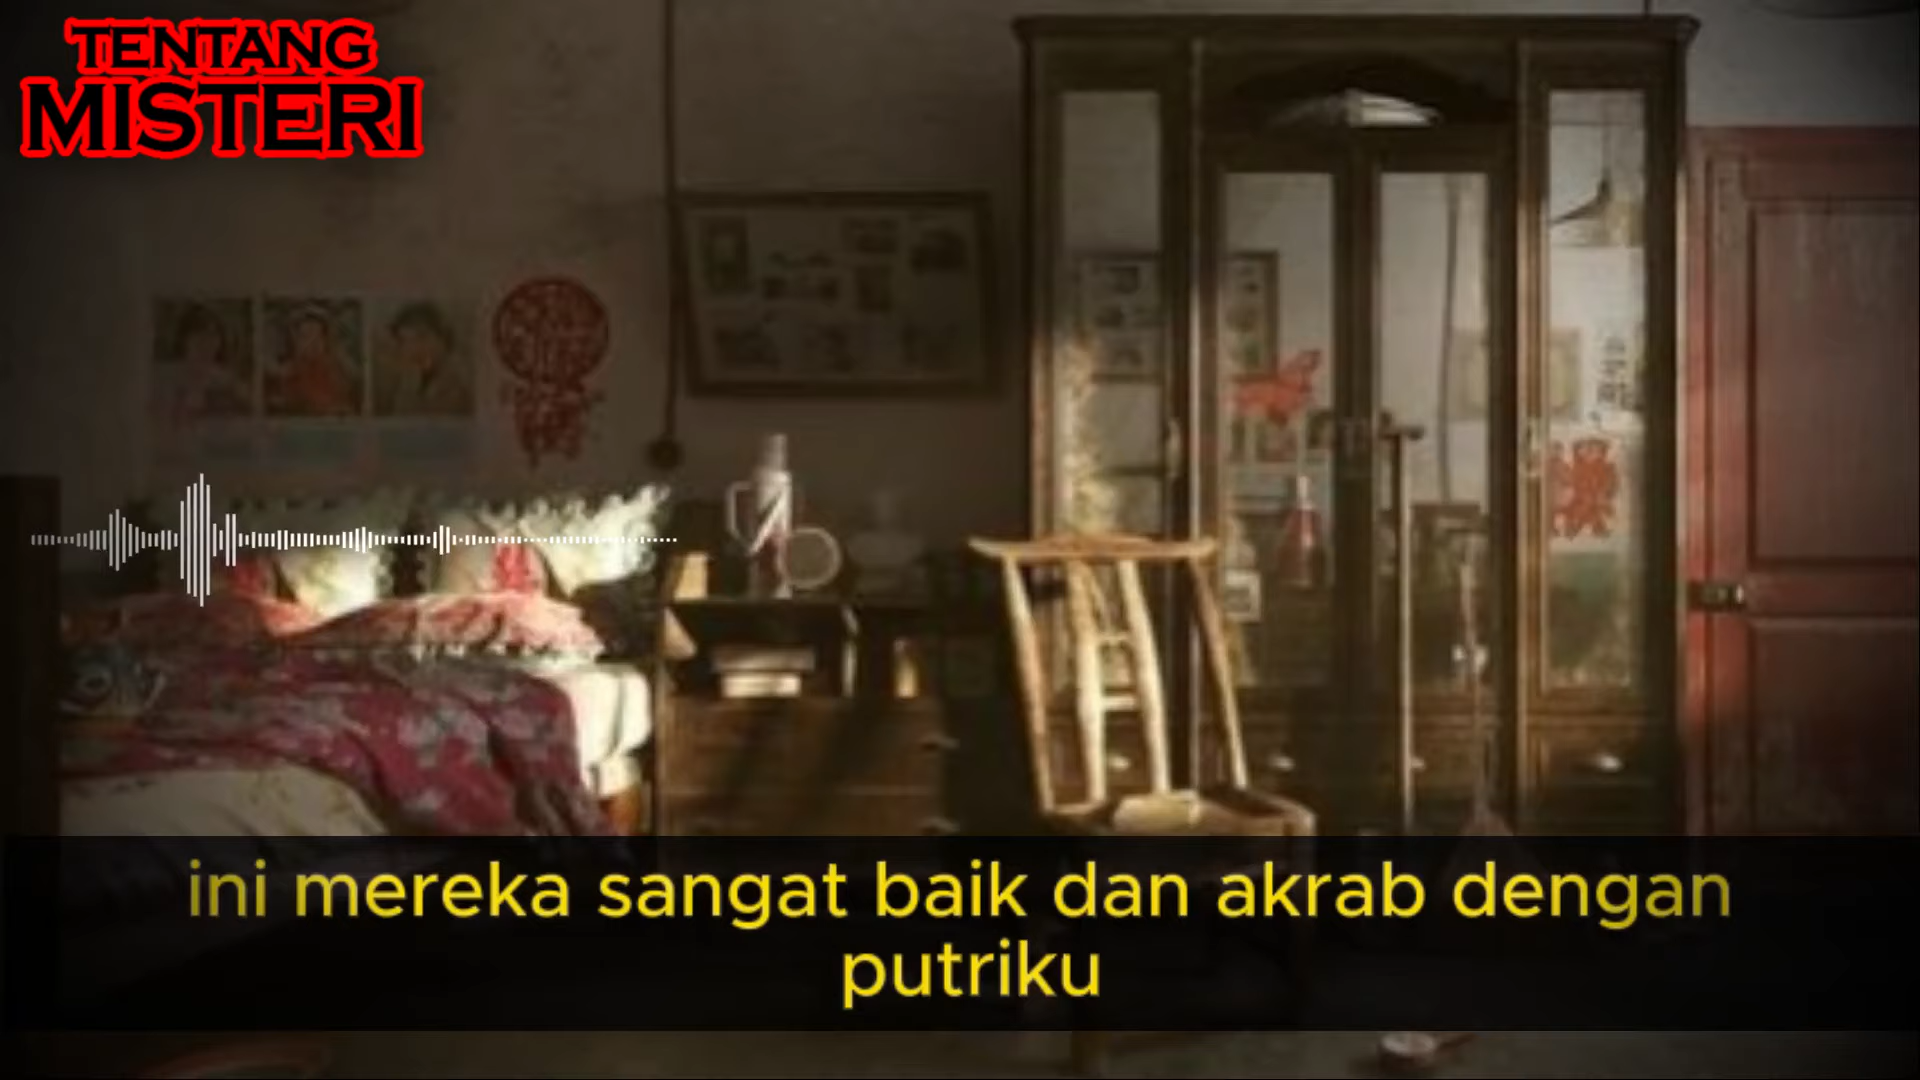 TENTANG
MISTERI
ini mereka sangat baik dan akrab dengan
putriku